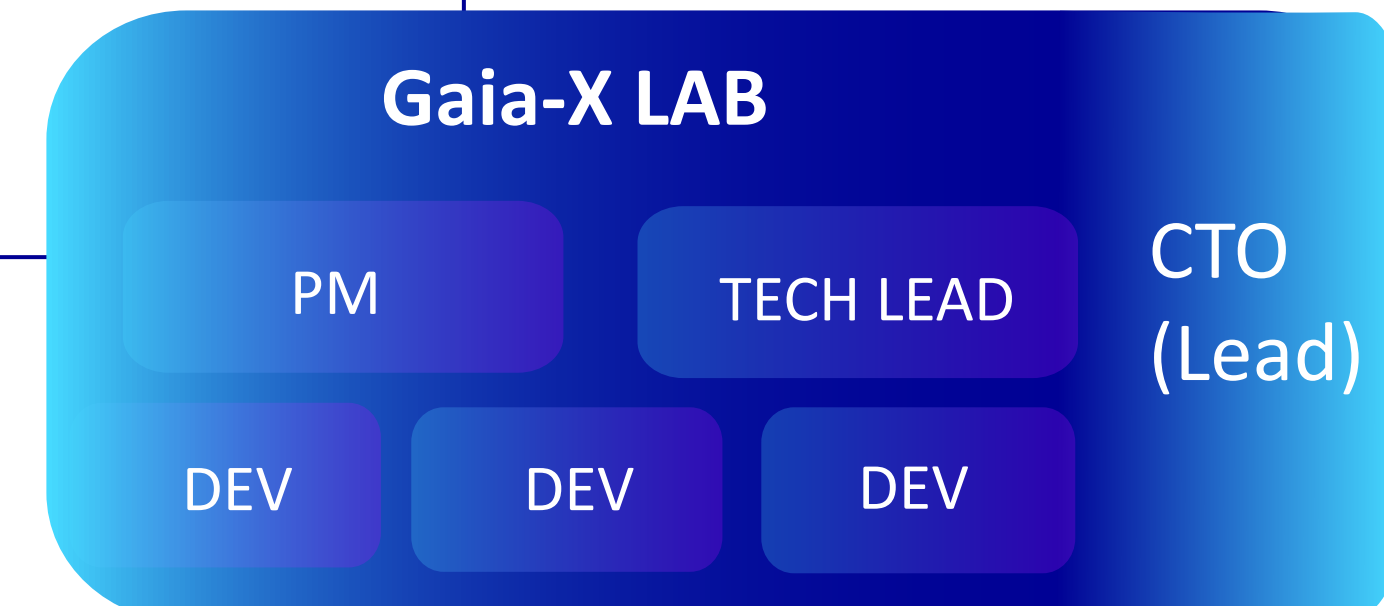 Gaia-X LAB
PM
TECH LEAD
CTO
(Lead)
DEV
DEV
DEV